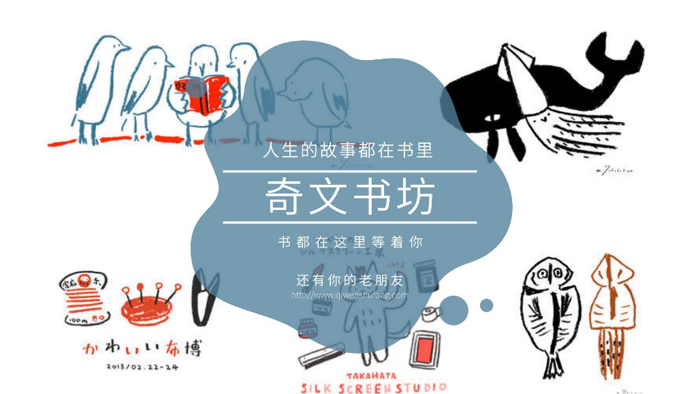 人生的故事都在书里
奇文书坊
书都在这里等着你
还有你的老朋友
http://www.qiwenshufang.com
かわいい布博
2013/02.22-24
TAKAHATA
SILK SCREEN STUDIO